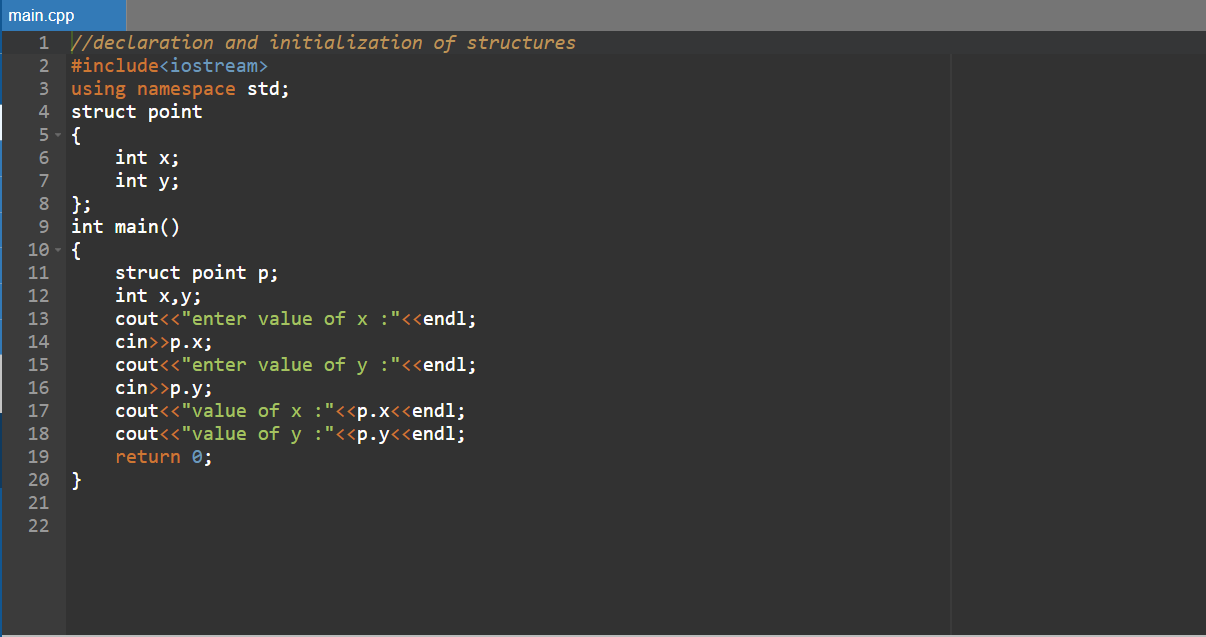 main.cpp
1 //declaration and initialization of structures
2 #include<iostream>
3 using namespace std;
4 struct point
5 {
6     int x;
7     int y;
8 };
9 int main()
10 {
11     struct point p;
12     int x,y;
13     cout<<"enter value of x :"<<endl;
14     cin>>p.x;
15     cout<<"enter value of y :"<<endl;
16     cin>>p.y;
17     cout<<"value of x :"<<p.x<<endl;
18     cout<<"value of y :"<<p.y<<endl;
19     return 0;
20 }
21
22